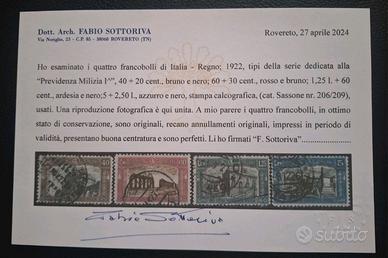 Dott. Arch. FABIO SOTTORIVA
Via Noriglio, 23 - C.P. 85 - 38068 ROVERETO (TN)
Rovereto, 27 aprile 2024
Ho esaminato i quattro francobolli di Italia - Regno; 1922, tipi della serie dedicata alla
"Previdenza Milizia I^", 40 + 20 cent., bruno e nero; 60 + 30 cent., rosso e bruno; 1,25 l. + 60
cent., ardesia e nero;5 + 2,50 l., azzurro e nero, stampa calcografica, (cat. Sassone nr. 206/209),
usati. Una riproduzione fotografica è qui unita. A mio parere i quattro francobolli, in ottimo
stato di conservazione, sono originali, recano annullamenti originali, impressi in periodo di
validità, presentano buona centratura e sono perfetti. Li ho firmati "F. Sottoriva"
Fabio Sottoriva
subito